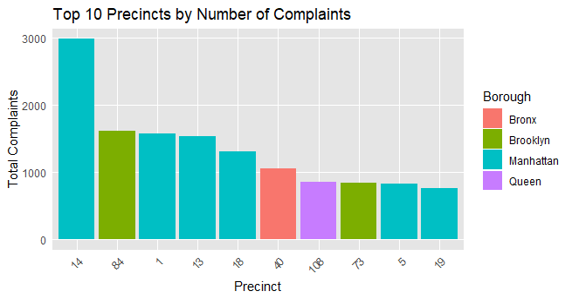 Top 10 Precincts by Number of Complaints
Total Complaints
3000
2000
1000
0
14 84 1 13 18 40 108 73 5 19
Precinct
Borough
Bronx
Brooklyn
Manhattan
Queen